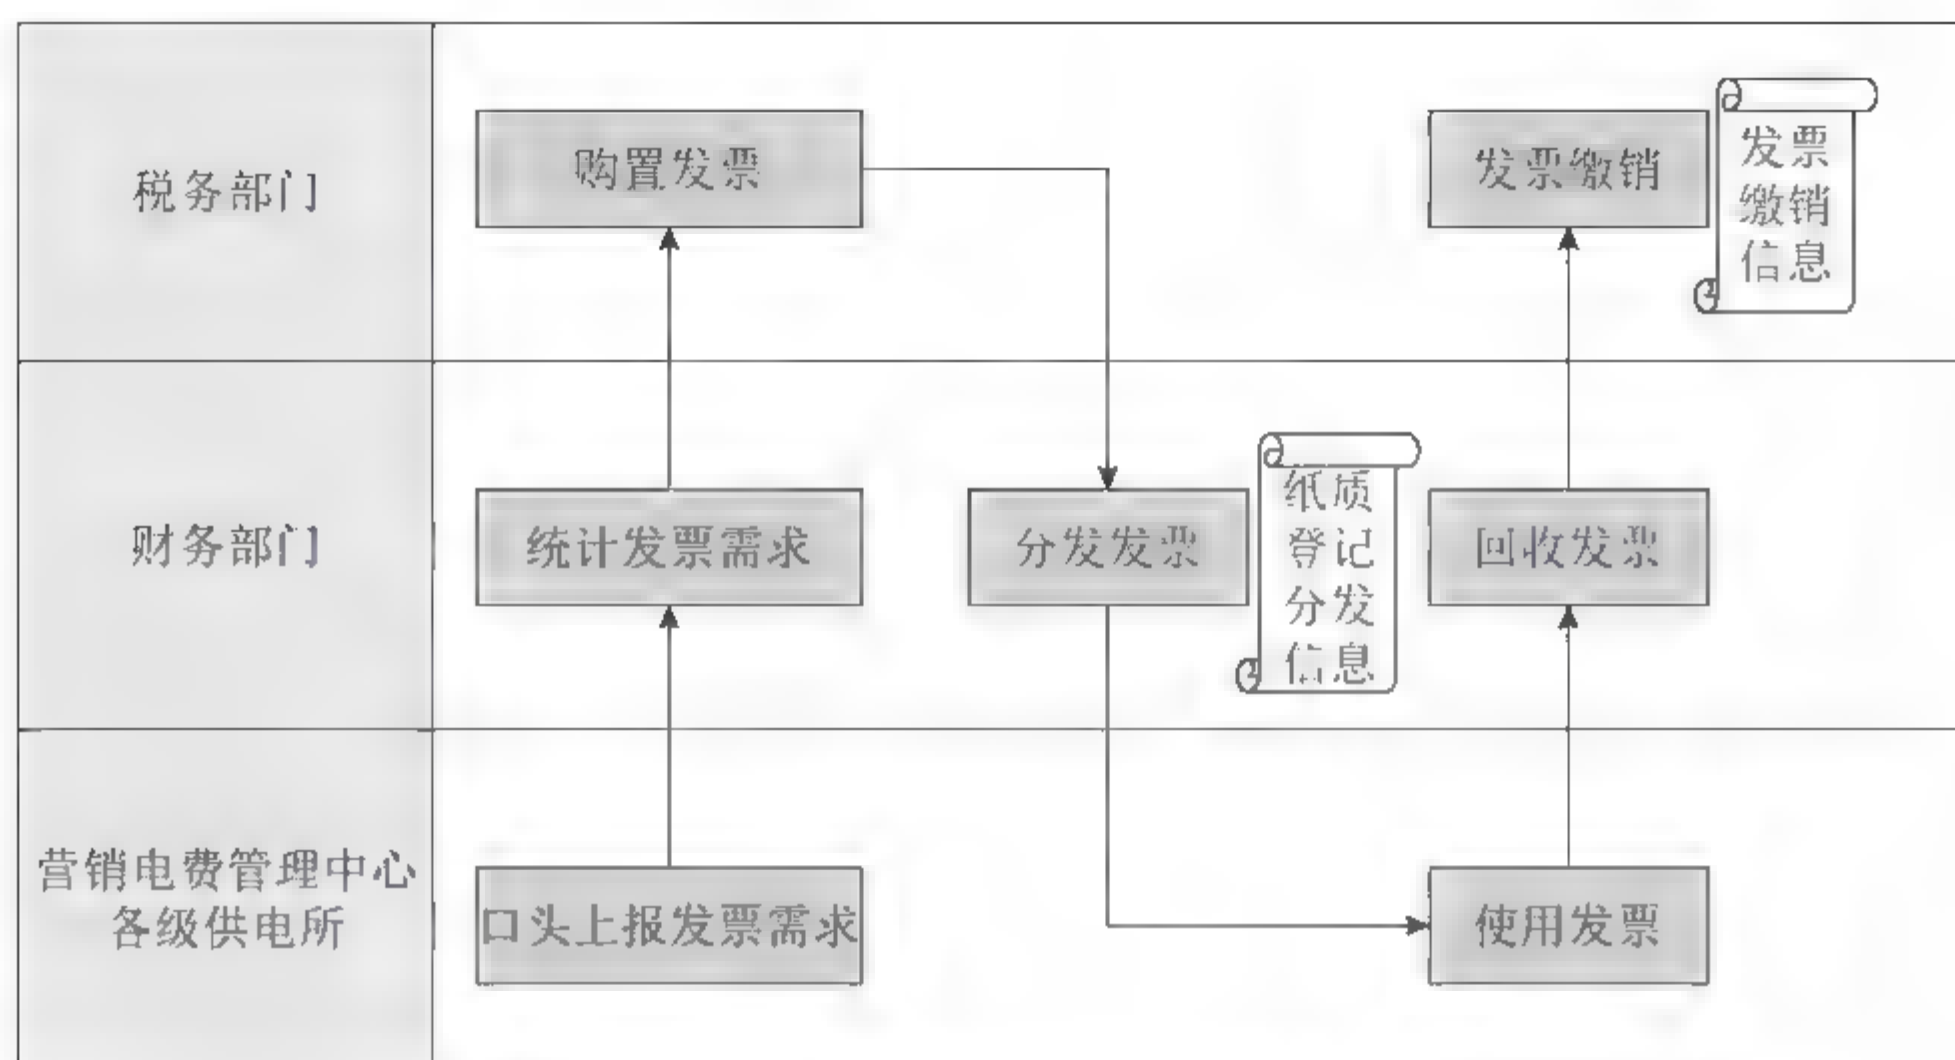 税务部门
购置发票
发票缴销
发票
缴销
信息
财务部门
统计发票需求
分发发票
纸质
登记
分发
信息
回收发票
营销电费管理中心
各级供电所
口头上报发票需求
使用发票